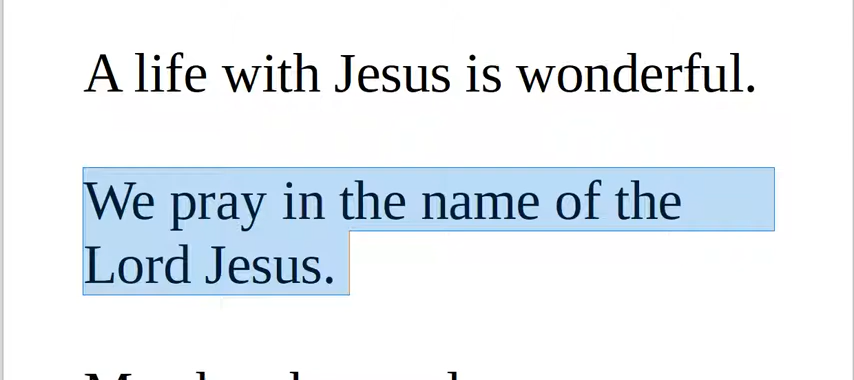 A life with Jesus is wonderful.
We pray in the name of the
Lord Jesus.